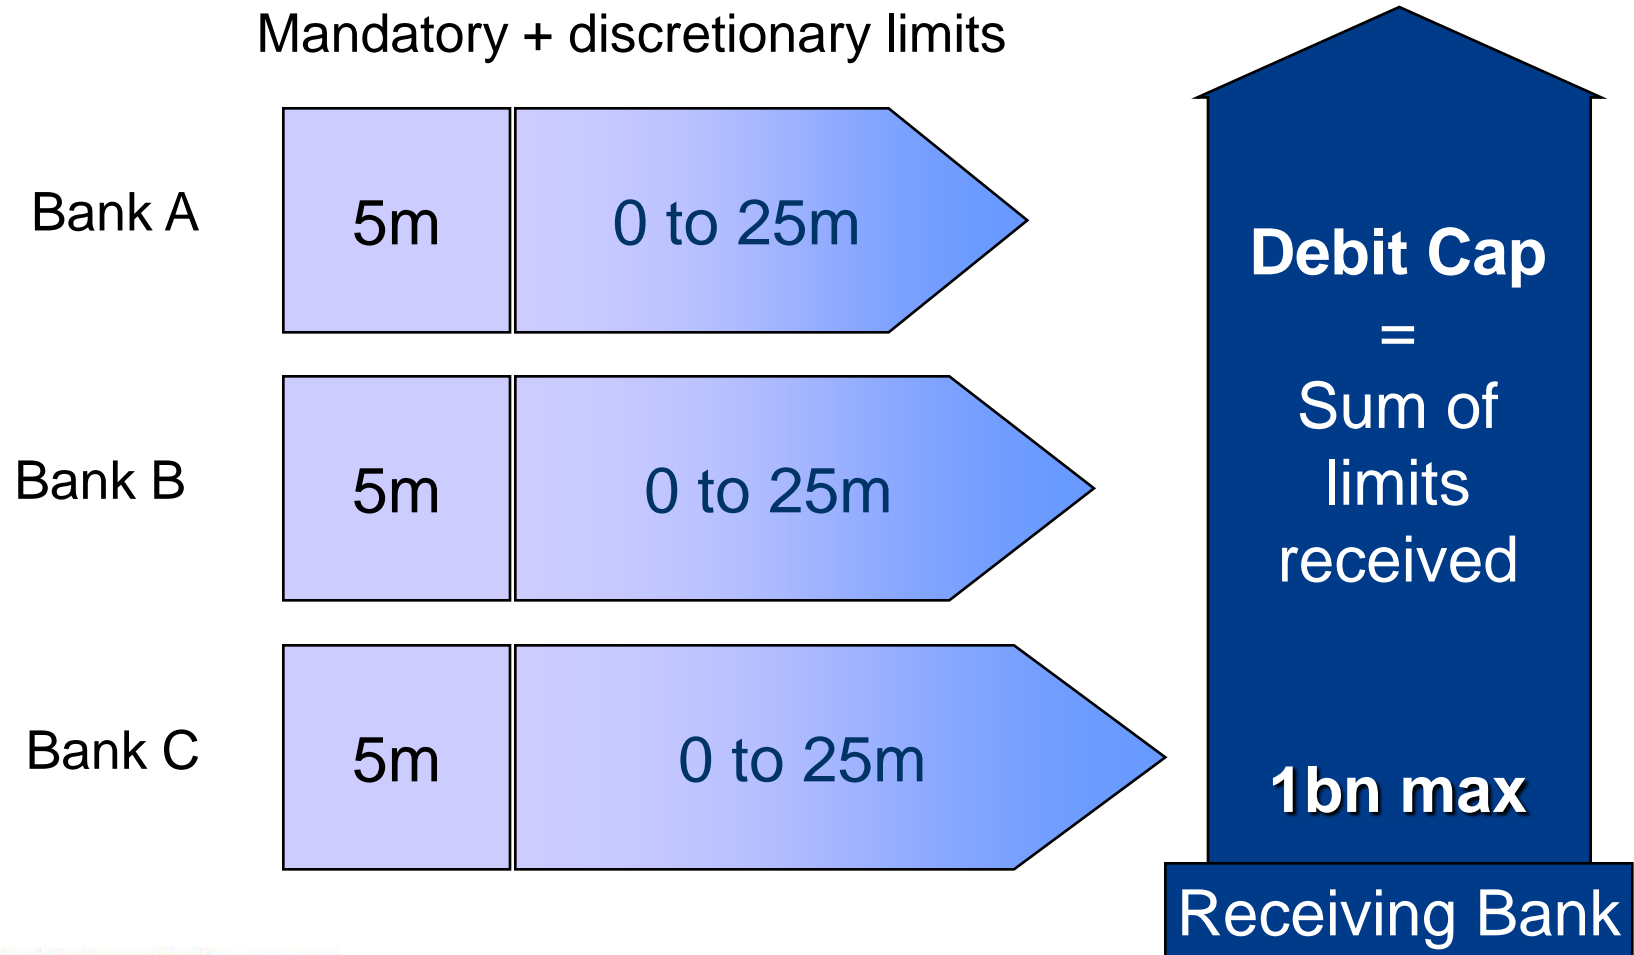 Mandatory + discretionary limits
Bank A
5m
0 to 25m
Bank B
5m
0 to 25m
Bank C
5m
0 to 25m
Debit Cap
=
Sum of
limits
received
1bn max
Receiving Bank